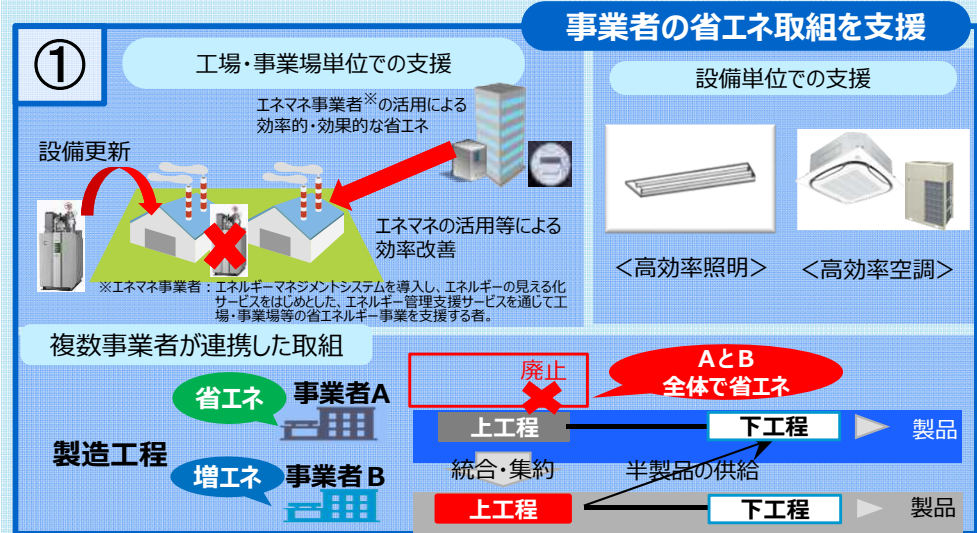 事業者の省エネ取組を支援
①
工場・事業場単位での支援
エネマネ事業者※の活用による
効率的・効果的な省エネ
設備更新
エネマネの活用等による
効率改善
※エネマネ事業者：エネルギーマネジメントシステムを導入し、エネルギーの見える化
サービスをはじめとした、エネルギー管理支援サービスを通じて工
場・事業場等の省エネルギー事業を支援する者。
設備単位での支援
＜高効率照明＞
＜高効率空調＞
複数事業者が連携した取組
製造工程
省エネ
事業者A
増エネ
事業者B
廃止
AとB
全体で省エネ
上工程
下工程
製品
統合・集約
半製品の供給
上工程
下工程
製品